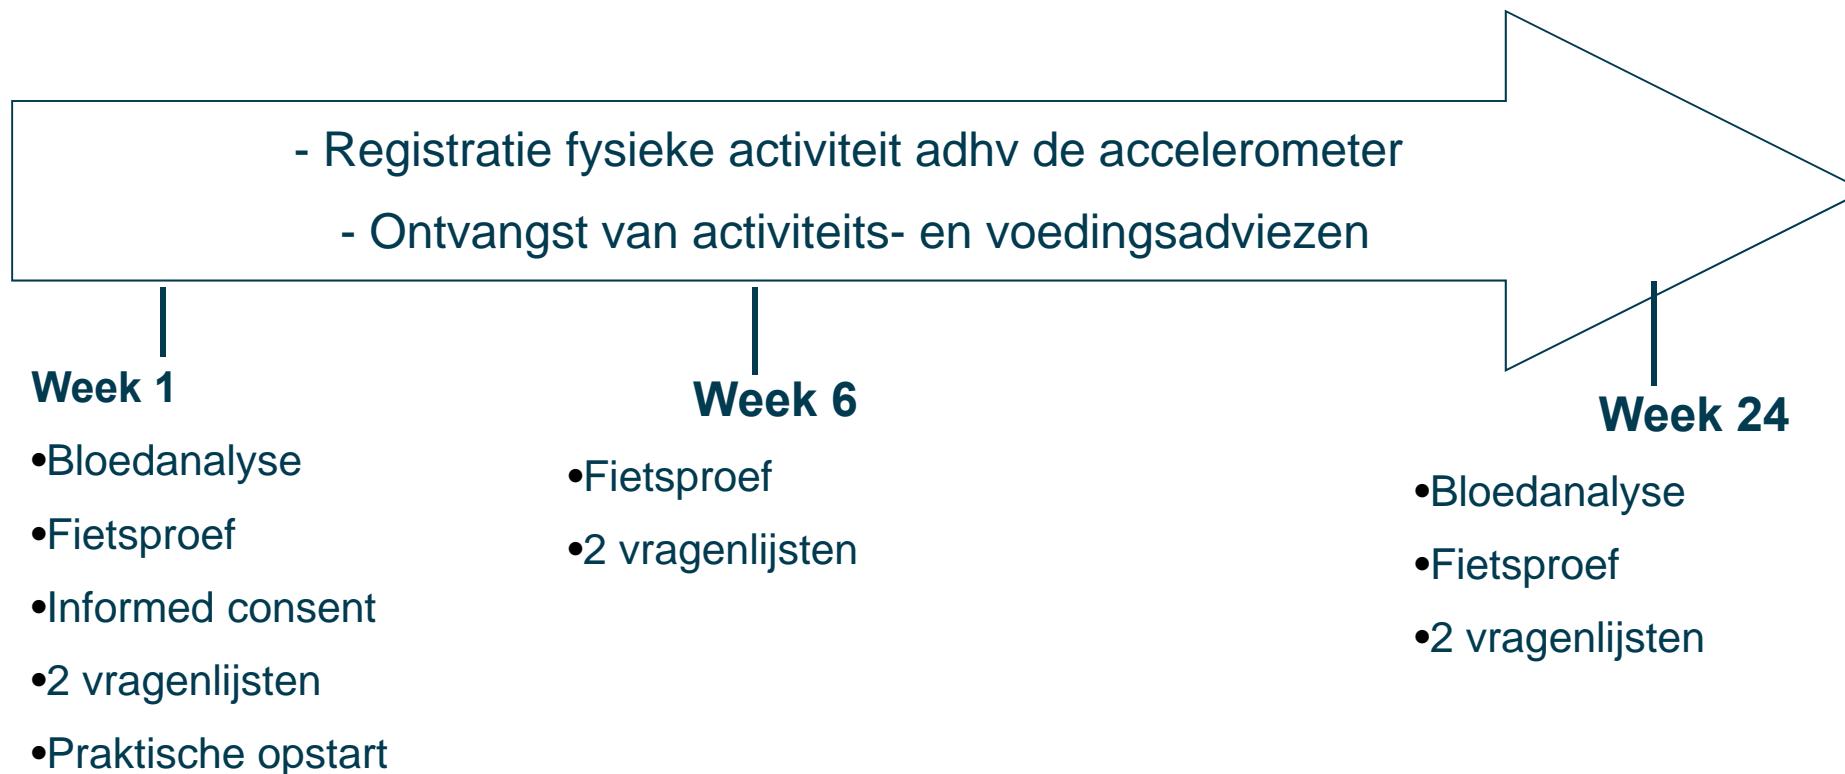 - Registratie fysieke activiteit adhv de accelerometer
- Ontvangst van activiteits- en voedingsadviezen
Week 1
•Bloedanalyse
•Fietsproef
•Informed consent
•2 vragenlijsten
•Praktische opstart
Week 6
•Fietsproef
•2 vragenlijsten
Week 24
•Bloedanalyse
•Fietsproef
•2 vragenlijsten